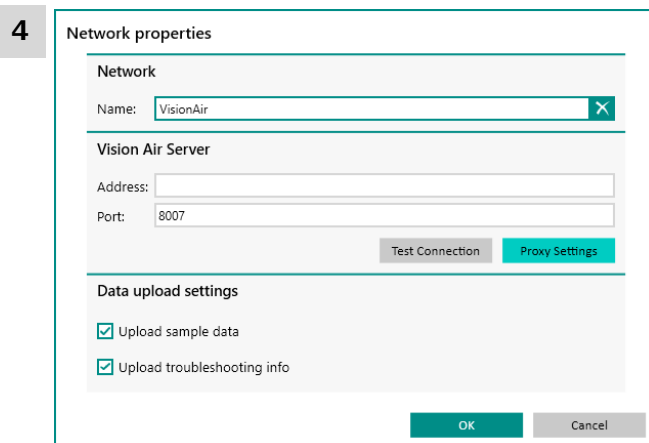 4
Network properties
Network
Name: VisionAir
Vision Air Server
Address:
Port: 8007
Test Connection Proxy Settings
Data upload settings
Upload sample data
Upload troubleshooting info
OK Cancel